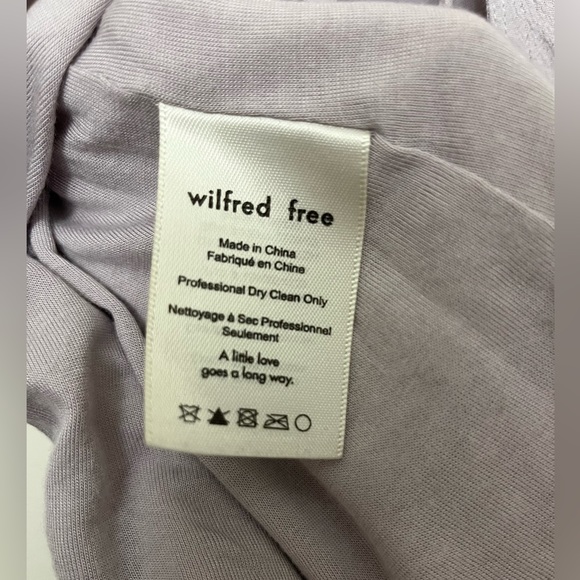 wilfred free
Made in China
Fabriqué en Chine
Professional Dry Clean Only
Nettoyage à Sec Professionnel
Seulement
A little love
goes a long way.